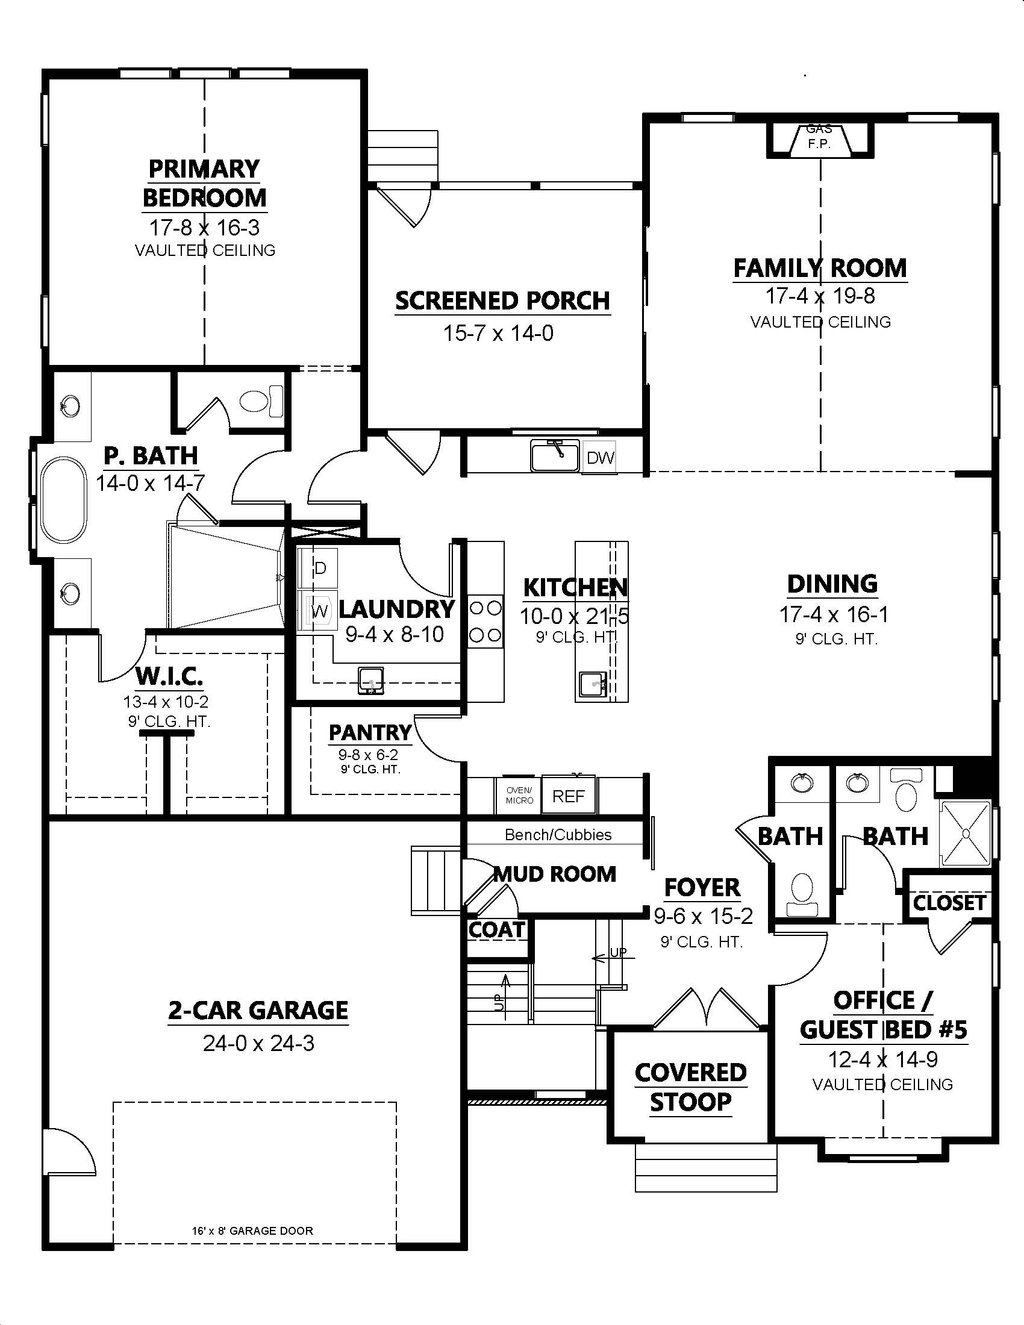 PRIMARY
BEDROOM
17-8 x 16-3
VAULTED CEILING
GAS
F.P.
FAMILY ROOM
17-4 x 19-8
VAULTED CEILING
SCREENED PORCH
15-7 x 14-0
P. BATH
14-0 x 14-7
DW
D
W
LAUNDRY
9-4 x 8-10
KITCHEN
10-0 x 21-5
9' CLG. HT.
DINING
17-4 x 16-1
9' CLG. HT.
W.I.C.
13-4 x 10-2
9' CLG. HT.
PANTRY
9-8 x 6-2
9' CLG. HT.
OVEN/
MICRO
REF
Bench/Cubbies
MUD ROOM
BATH
BATH
FOYER
9-6 x 15-2
9' CLG. HT.
CLOSET
COAT
UP
UP
2-CAR GARAGE
24-0 x 24-3
OFFICE /
GUEST BED #5
12-4 x 14-9
VAULTED CEILING
COVERED
STOOP
16' x 8' GARAGE DOOR